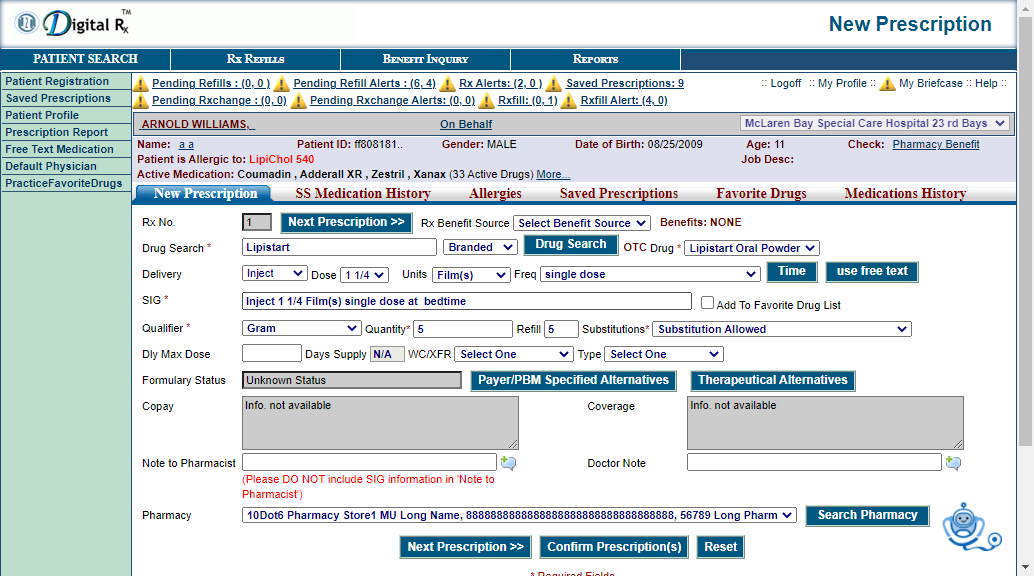 Digital Rx TM
New Prescription
PATIENT SEARCH RX REFILLS BENEFIT INQUIRY REPORTS
Patient Registration
Saved Prescriptions
Patient Profile
Prescription Report
Free Text Medication
Default Physician
PracticeFavoriteDrugs
Pending Refills : (0, 0 ) Pending Refill Alerts : (6, 4) Rx Alerts: (2, 0 ) Saved Prescriptions: 9 :: Logoff :: My Profile :: My Briefcase :: Help ::
Pending Rxchange : (0, 0) Pending Rxchange Alerts: (0, 0) Rxfill: (0, 1) Rxfill Alert: (4, 0)
ARNOLD WILLIAMS, On Behalf McLaren Bay Special Care Hospital 23 rd Bays
Name: a a Patient ID: ff808181.. Gender: MALE Date of Birth: 08/25/2009 Age: 11 Check: Pharmacy Benefit
Patient is Allergic to: LipiChol 540 Job Desc:
Active Medication: Coumadin , Adderall XR , Zestril , Xanax (33 Active Drugs) More...
New Prescription SS Medication History Allergies Saved Prescriptions Favorite Drugs Medications History
Rx No. 1 Next Prescription >> Rx Benefit Source Select Benefit Source Benefits: NONE
Drug Search * Lipistart Branded Drug Search OTC Drug * Lipistart Oral Powder
Delivery Inject Dose 1 1/4 Units Film(s) Freq single dose Time use free text
SIG * Inject 1 1/4 Film(s) single dose at bedtime Add To Favorite Drug List
Qualifier * Gram Quantity* 5 Refill 5 Substitutions* Substitution Allowed
Dly Max Dose Days Supply N/A WC/XFR Select One Type Select One
Formulary Status Unknown Status Payer/PBM Specified Alternatives Therapeutical Alternatives
Copay Info. not available Coverage Info. not available
Note to Pharmacist Doctor Note
(Please DO NOT include SIG information in 'Note to
Pharmacist')
Pharmacy 10Dot6 Pharmacy Store1 MU Long Name, 88888888888888888888888888888888888, 56789 Long Pharm Search Pharmacy
Next Prescription >> Confirm Prescription(s) Reset
* Required Fields